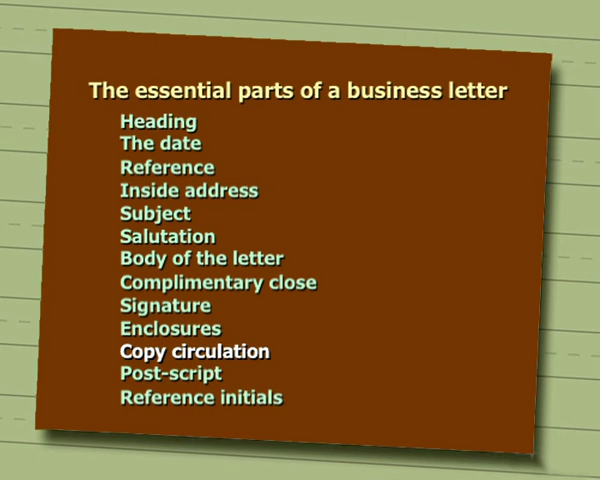 The essential parts of a business letter
Heading
The date
Reference
Inside address
Subject
Salutation
Body of the letter
Complimentary close
Signature
Enclosures
Copy circulation
Post-script
Reference initials